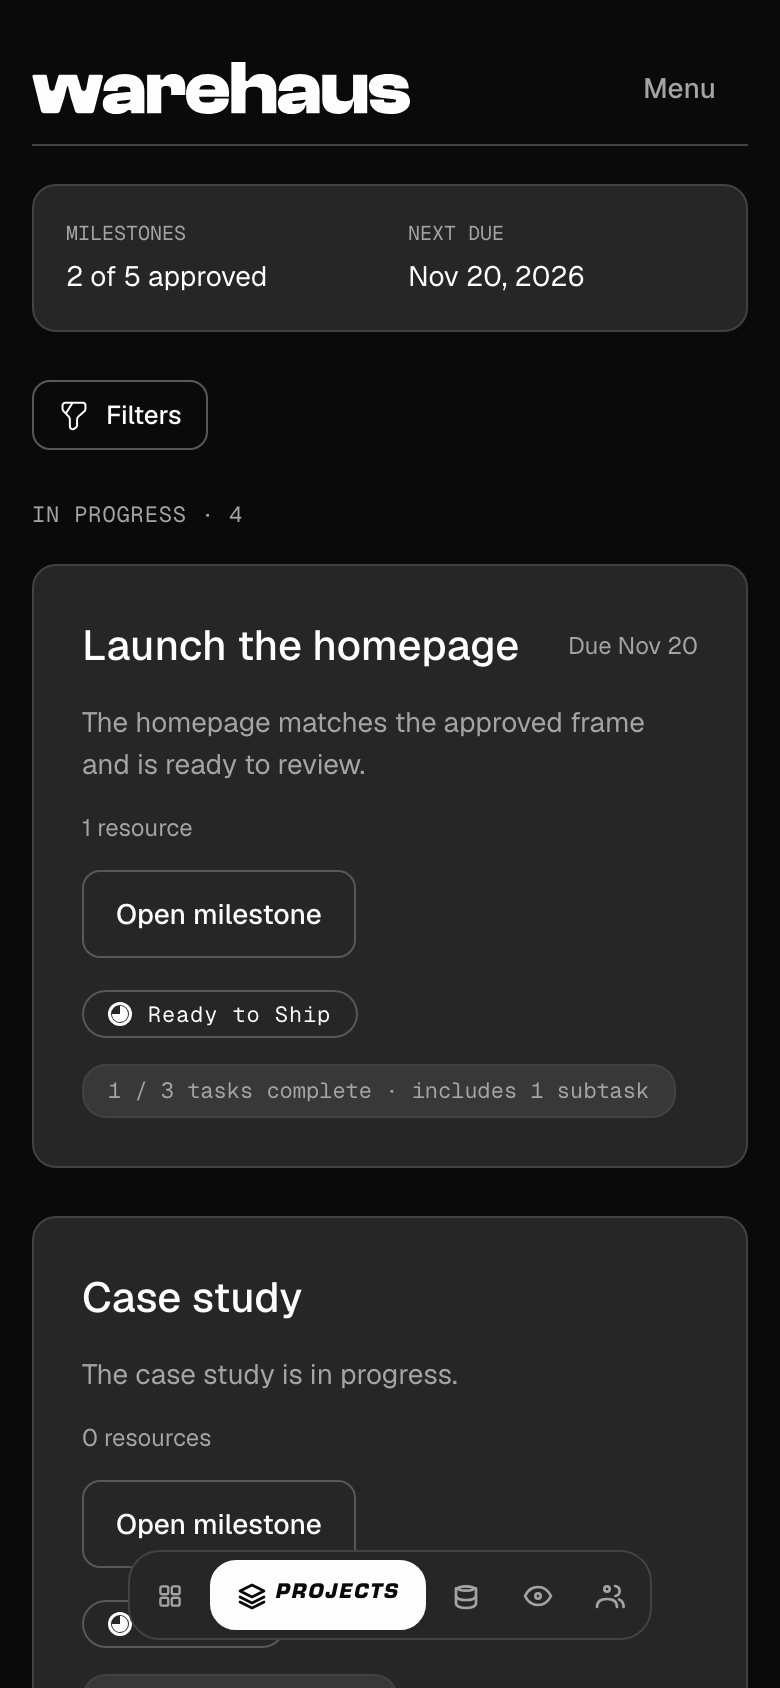 warehaus
Menu
MILESTONES
2 of 5 approved
NEXT DUE
Nov 20, 2026
Filters
IN PROGRESS · 4
Launch the homepage
Due Nov 20
The homepage matches the approved frame
and is ready to review.
1 resource
Open milestone
Ready to Ship
1 / 3 tasks complete · includes 1 subtask
Case study
The case study is in progress.
0 resources
Open milestone
PROJECTS